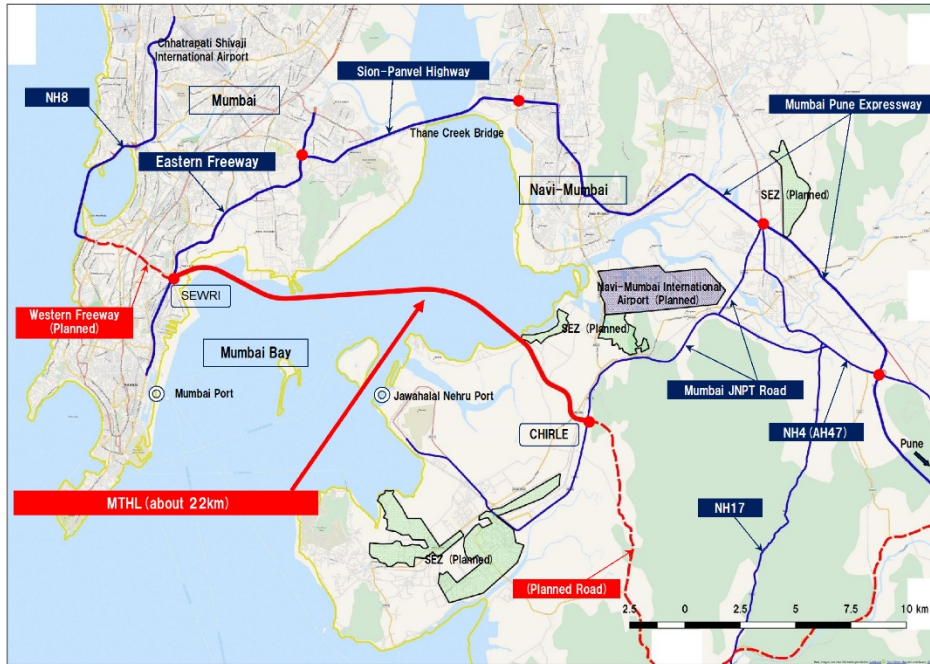 Chhatrapati Shivaji
International Airport
Sion-Panvel Highway
NH8
Mumbai
Mumbai Pune Expressway
Thane Creek Bridge
Eastern Freeway
Navi-Mumbai
SEZ (Planned)
SEWRI
Navi-Mumbai International
Airport (Planned)
Western Freeway
(Planned)
SEZ (Planned)
Mumbai Bay
Mumbai Port
Jawahalal Nehru Port
Mumbai JNPT Road
CHIRLE
NH4(AH47)
Pune
MTHL(about 22km)
NH17
SEZ (Planned)
(Planned Road)
2.5 0 2.5 5 7.5 10 km